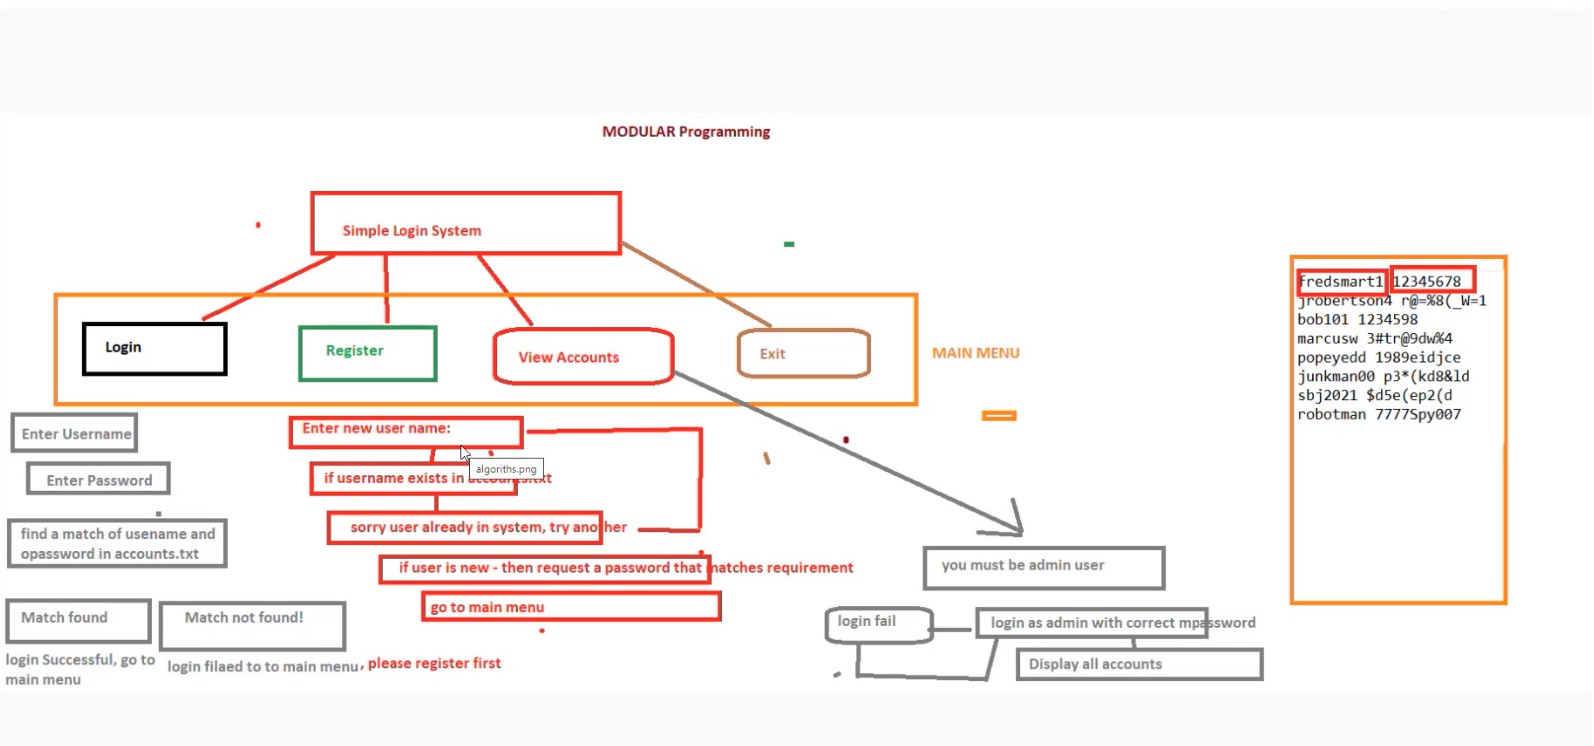 MODULAR Programming
Simple Login System
Login
Register
View Accounts
Exit
MAIN MENU
fredsmart1 12345678
jrobertson4 r@=%8(_W=1
bob101 1234598
marcusw 3#tr@9dw%4
popeyedd 1989eidjce
junkman00 p3*(kd8&ld
sbj2021 $d5e(ep2(d
robotman 7777Spy007
Enter Username
Enter Password
find a match of usename and
opassword in accounts.txt
Match found
Match not found!
login Successful, go to
main menu
login filaed to to main menu, please register first
Enter new user name:
algoriths.png
if username exists in accounts.txt
sorry user already in system, try another
if user is new - then request a password that matches requirement
go to main menu
you must be admin user
login fail
login as admin with correct mpassword
Display all accounts